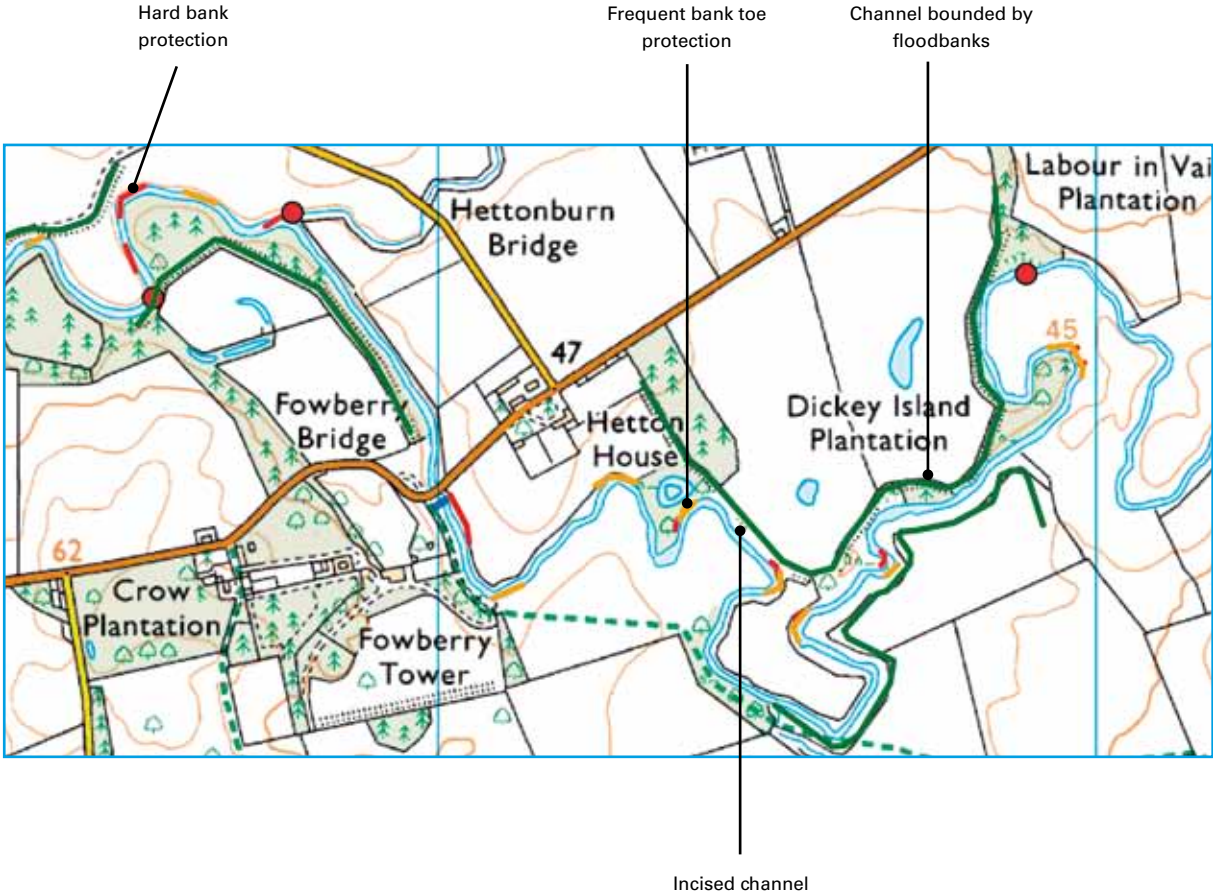 Hard bank
protection
Frequent bank toe
protection
Channel bounded by
floodbanks
Labour in Vai
Plantation
Hettonburn
Bridge
47
45
Fowberry
Bridge
Hetton
House
Dickey Island
Plantation
62
Crow
Plantation
Fowberry
Tower
Incised channel